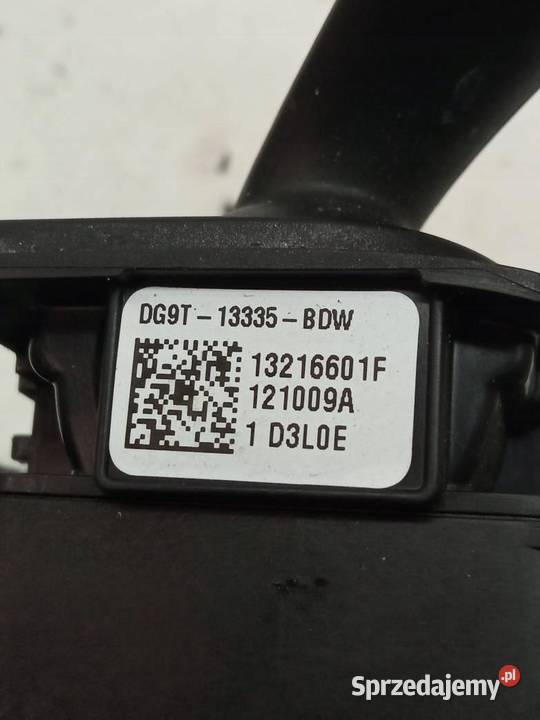 DG9T-13335-BDW
13216601F
121009A
1 D3L0E
Sprzedajemy.pl